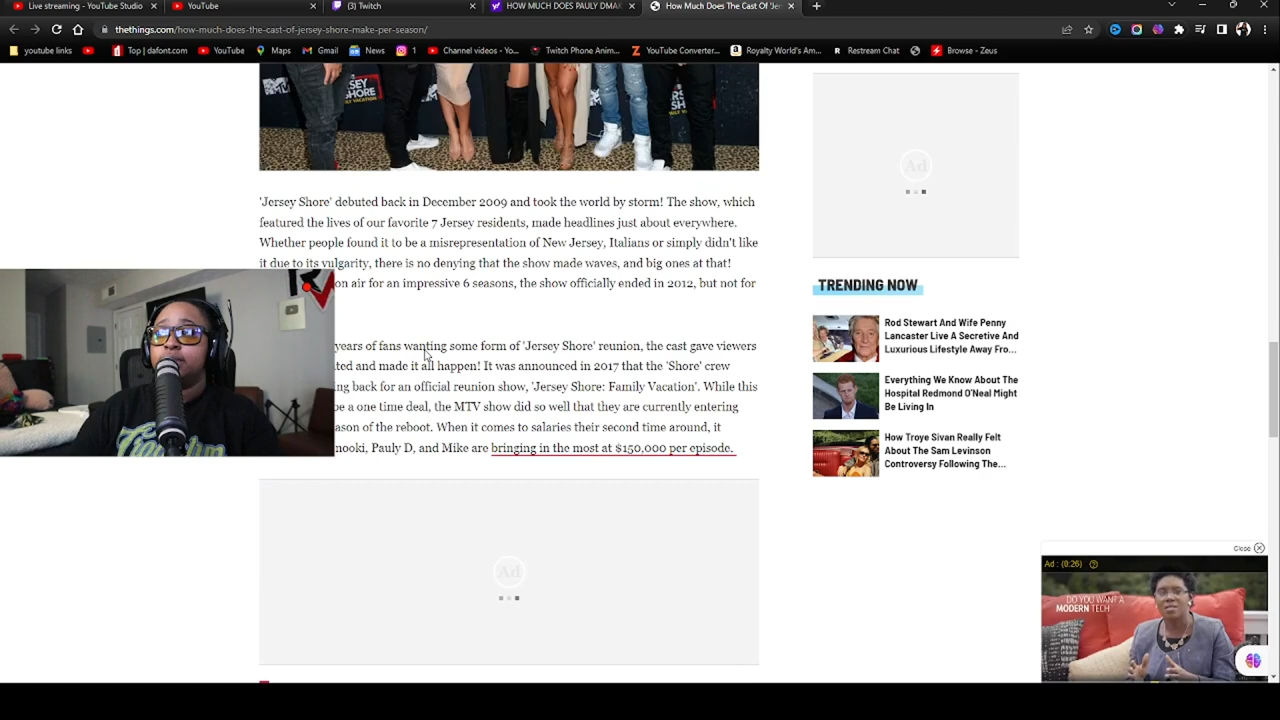 Live streaming - YouTube Studio
YouTube
(3) Twitch
HOW MUCH DOES PAULY DMAK
How Much Does The Cast Of 'Jer
thethings.com/how-much-does-the-cast-of-jersey-shore-make-per-season/
youtube links
Top | dafont.com
YouTube
Maps
Gmail
News
1
Channel videos - Yo...
Twitch Phone Anim...
YouTube Converter...
Royalty World's Am...
Restream Chat
Browse - Zeus
MTV
JERSEY
SHORE
FAMILY VACATION
'Jersey Shore' debuted back in December 2009 and took the world by storm! The show, which
featured the lives of our favorite 7 Jersey residents, made headlines just about everywhere.
Whether people found it to be a misrepresentation of New Jersey, Italians or simply didn't like
it due to its vulgarity, there is no denying that the show made waves, and big ones at that!
on air for an impressive 6 seasons, the show officially ended in 2012, but not for
years of fans wanting some form of 'Jersey Shore' reunion, the cast gave viewers
ted and made it all happen! It was announced in 2017 that the 'Shore' crew
ng back for an official reunion show, 'Jersey Shore: Family Vacation'. While this
be a one time deal, the MTV show did so well that they are currently entering
ason of the reboot. When it comes to salaries their second time around, it
nooki, Pauly D, and Mike are bringing in the most at $150,000 per episode.
Ad
Ad
TRENDING NOW
Rod Stewart And Wife Penny
Lancaster Live A Secretive And
Luxurious Lifestyle Away Fro...
Everything We Know About The
Hospital Redmond O'Neal Might
Be Living In
How Troye Sivan Really Felt
About The Sam Levinson
Controversy Following The...
Close
Ad : (0:26)
DO YOU WANT A
MODERN TECH